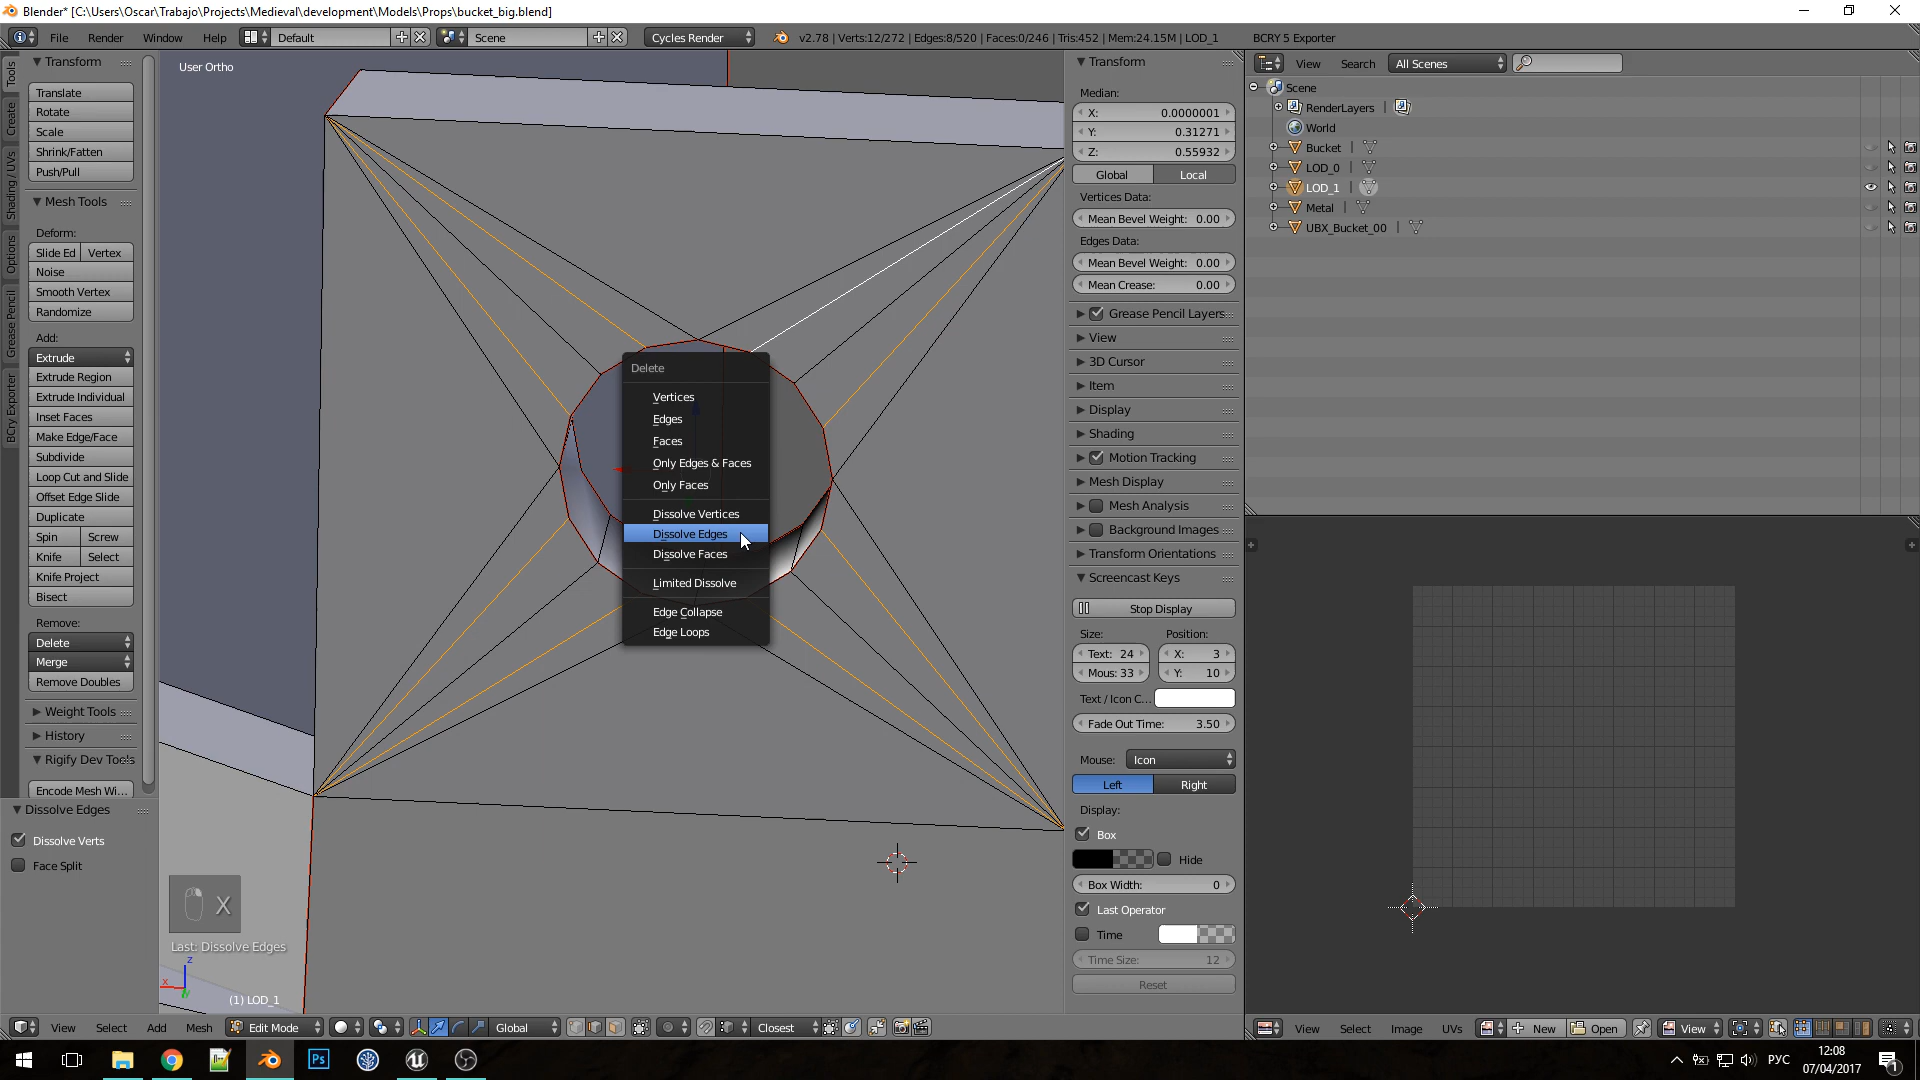 Blender* [C:\Users\Oscar\Trabajo\Projects\Medieval\development\Models\Props\bucket_big.blend]
File Render Window Help Default Scene Cycles Render v2.78 | Verts:12/272 | Edges:8/520 | Faces:0/246 | Tris:452 | Mem:24.15M | LOD_1 BCRY 5 Exporter
Tools
Create
Shading / UVs
Options
Grease Pencil
BCry Exporter
Transform
Translate
Rotate
Scale
Shrink/Fatten
Push/Pull
Mesh Tools
Deform:
Slide Ed Vertex
Noise
Smooth Vertex
Randomize
Add:
Extrude
Extrude Region
Extrude Individual
Inset Faces
Make Edge/Face
Subdivide
Loop Cut and Slide
Offset Edge Slide
Duplicate
Spin Screw
Knife Select
Knife Project
Bisect
Remove:
Delete
Merge
Remove Doubles
Weight Tools
History
Rigify Dev Tools
Encode Mesh Wi...
Dissolve Edges
Dissolve Verts
Face Split
User Ortho
Delete
Vertices
Edges
Faces
Only Edges & Faces
Only Faces
Dissolve Vertices
Dissolve Edges
Dissolve Faces
Limited Dissolve
Edge Collapse
Edge Loops
X
Last: Dissolve Edges
z
x
(1) LOD_1
Transform
Median:
X: 0.0000001
Y: 0.31271
Z: 0.55932
Global Local
Vertices Data:
Mean Bevel Weight: 0.00
Edges Data:
Mean Bevel Weight: 0.00
Mean Crease: 0.00
Grease Pencil Layers
View
3D Cursor
Item
Display
Shading
Motion Tracking
Mesh Display
Mesh Analysis
Background Images
Transform Orientations
Screencast Keys
Stop Display
Size: Position:
Text: 24 X: 3
Mous: 33 Y: 10
Text / Icon C...
Fade Out Time: 3.50
Mouse: Icon
Left Right
Display:
Box
Hide
Box Width: 0
Last Operator
Time
Time Size: 12
Reset
View Search All Scenes
Scene
RenderLayers |
World
Bucket |
LOD_0 |
LOD_1 |
Metal |
UBX_Bucket_00 |
View Select Add Mesh Edit Mode Global Closest
View Select Image UVs New Open View
Ps
РУС
12:08
07/04/2017
1